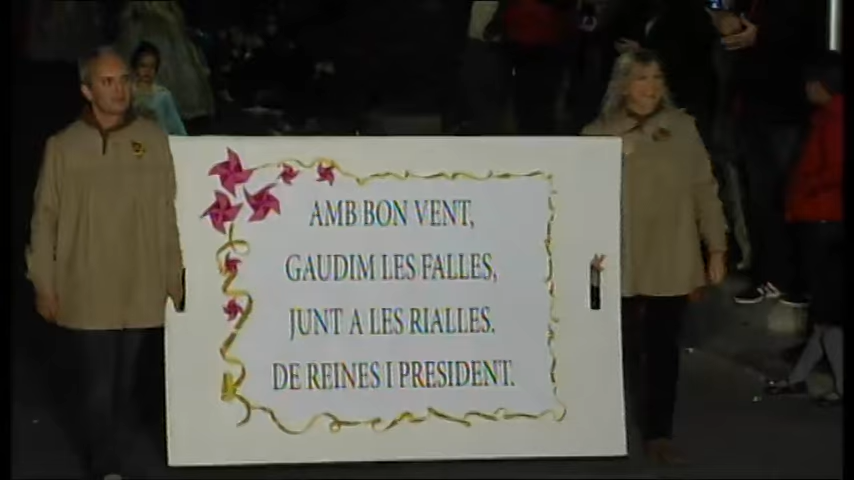 AMB BON VENT,
GAUDIM LES FALLES,
JUNT A LES RIALLES.
DE REINES I PRESIDENT.